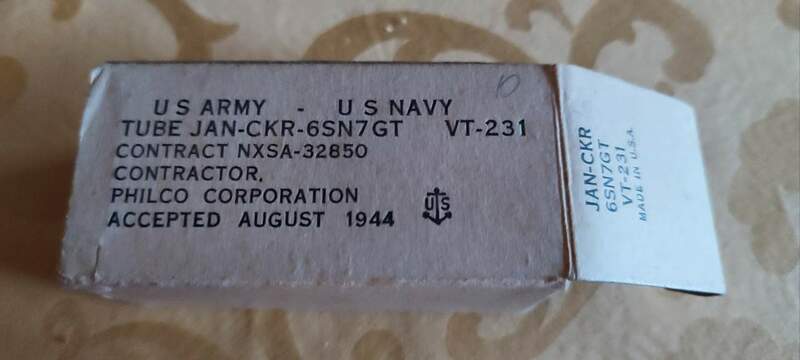 U S ARMY - U S NAVY
TUBE JAN-CKR-6SN7GT VT-231
CONTRACT NXSA-32850
CONTRACTOR,
PHILCO CORPORATION
ACCEPTED AUGUST 1944
U S
JAN-CKR
6SN7GT
VT-231
MADE IN U.S.A.